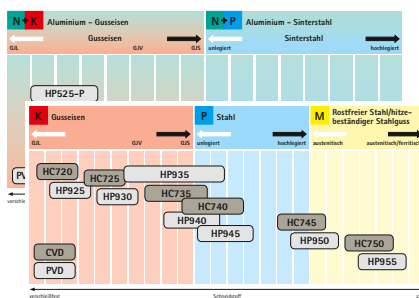 N+K Aluminium – Gusseisen
N+P Aluminium – Sinterstahl
Gusseisen
Sinterstahl
GJL GJV GJS
unlegiert hochlegiert
HP525-P
K Gusseisen
P Stahl
M Rostfreier Stahl/hitze-
beständiger Stahlguss
GJL GJV GJS
unlegiert hochlegiert
austenitisch austenitisch/ferritisch
HC720
HP935
HC725
HP925
HP930
HC735
HC740
HP940
HP945
HC745
HP950
HC750
HP955
CVD
PVD
verschleißfest Schneidstoff